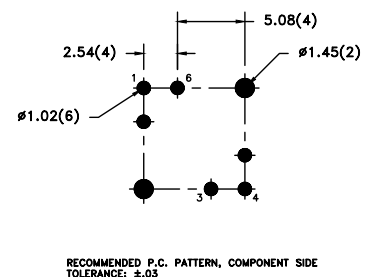 5.08(4)
2.54(4)
ø1.45(2)
1
6
ø1.02(6)
3
4
RECOMMENDED P.C. PATTERN, COMPONENT SIDE
TOLERANCE: ±.03